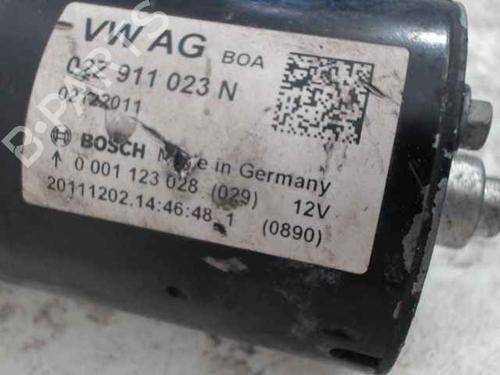 VW AG BOA
02Z 911 023 N
02122011
BOSCH Made in Germany
0 001 123 028 (029) 12V
20111202.14:46:48 1 (0890)
B-PARTS